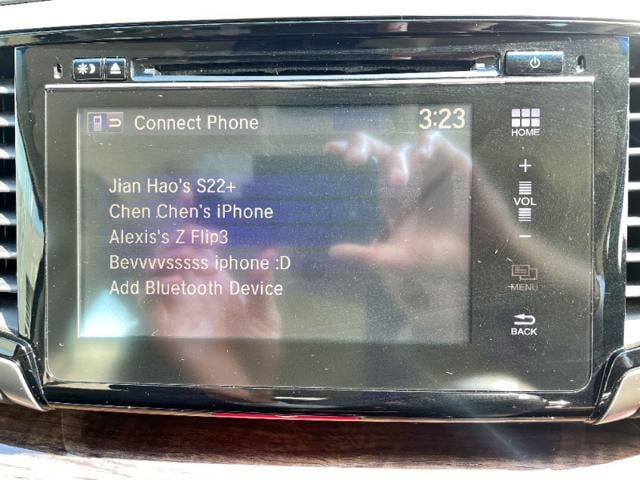 Connect Phone 3:23
Jian Hao's S22+
Chen Chen's iPhone
Alexis's Z Flip3
Bevvvvsssss iphone :D
Add Bluetooth Device
HOME
+
VOL
−
MENU
BACK